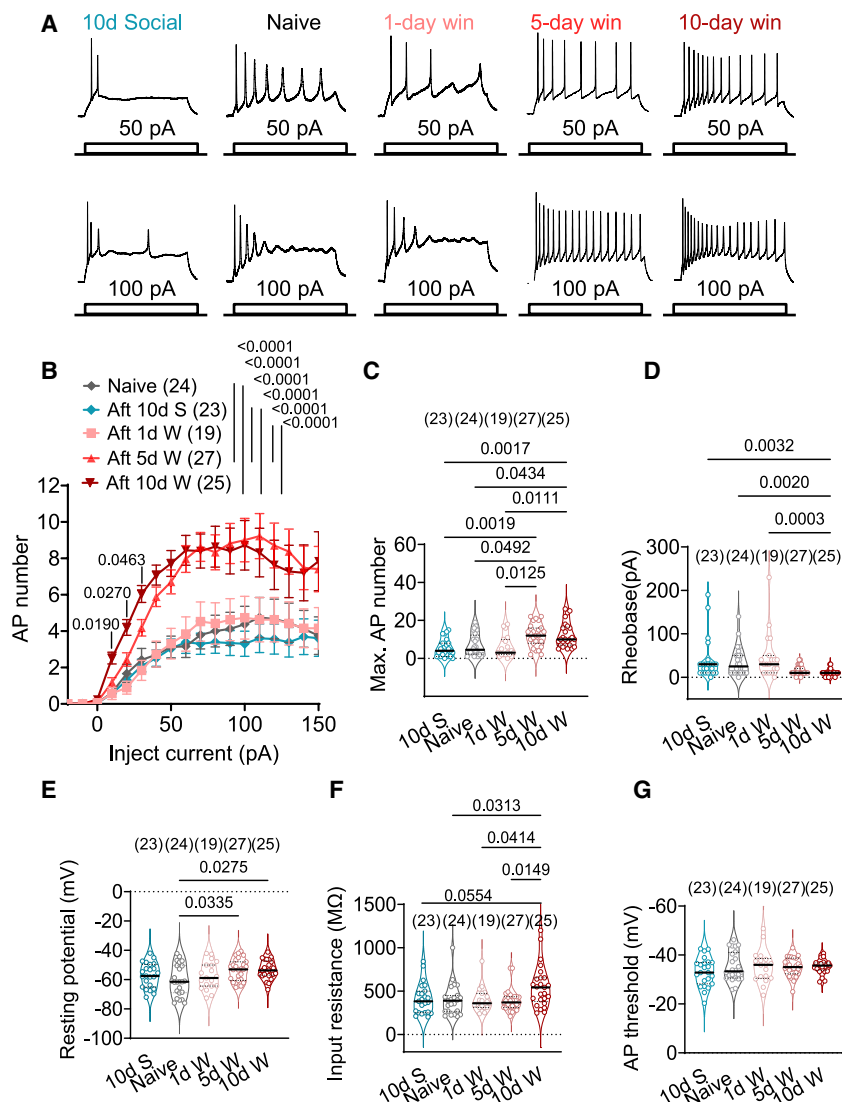 A
10d Social Naive 1-day win 5-day win 10-day win
50 pA 50 pA 50 pA 50 pA 50 pA
100 pA 100 pA 100 pA 100 pA 100 pA
B
<0.0001
<0.0001
<0.0001
<0.0001
<0.0001
<0.0001
Naive (24)
Aft 10d S (23)
Aft 1d W (19)
Aft 5d W (27)
Aft 10d W (25)
12
10
8
6
4
2
0
AP number
0.0463
0.0270
0.0190
0 50 100 150
Inject current (pA)
C
(23)(24)(19)(27)(25)
0.0017
0.0434
0.0111
0.0019
0.0492
0.0125
60
40
20
0
Max. AP number
10d S Naive 1d W 5d W 10d W
D
0.0032
0.0020
0.0003
(23)(24)(19)(27)(25)
300
200
100
0
Rheobase(pA)
10d S Naive 1d W 5d W 10d W
E
(23)(24)(19)(27)(25)
0.0275
0.0335
0
-20
-40
-60
-80
-100
Resting potential (mV)
10d S Naive 1d W 5d W 10d W
F
0.0313
0.0414
0.0149
0.0554
(23)(24)(19)(27)(25)
1500
1000
500
0
Input resistance (MΩ)
10d S Naive 1d W 5d W 10d W
G
(23)(24)(19)(27)(25)
-60
-40
-20
0
AP threshold (mV)
10d S Naive 1d W 5d W 10d W